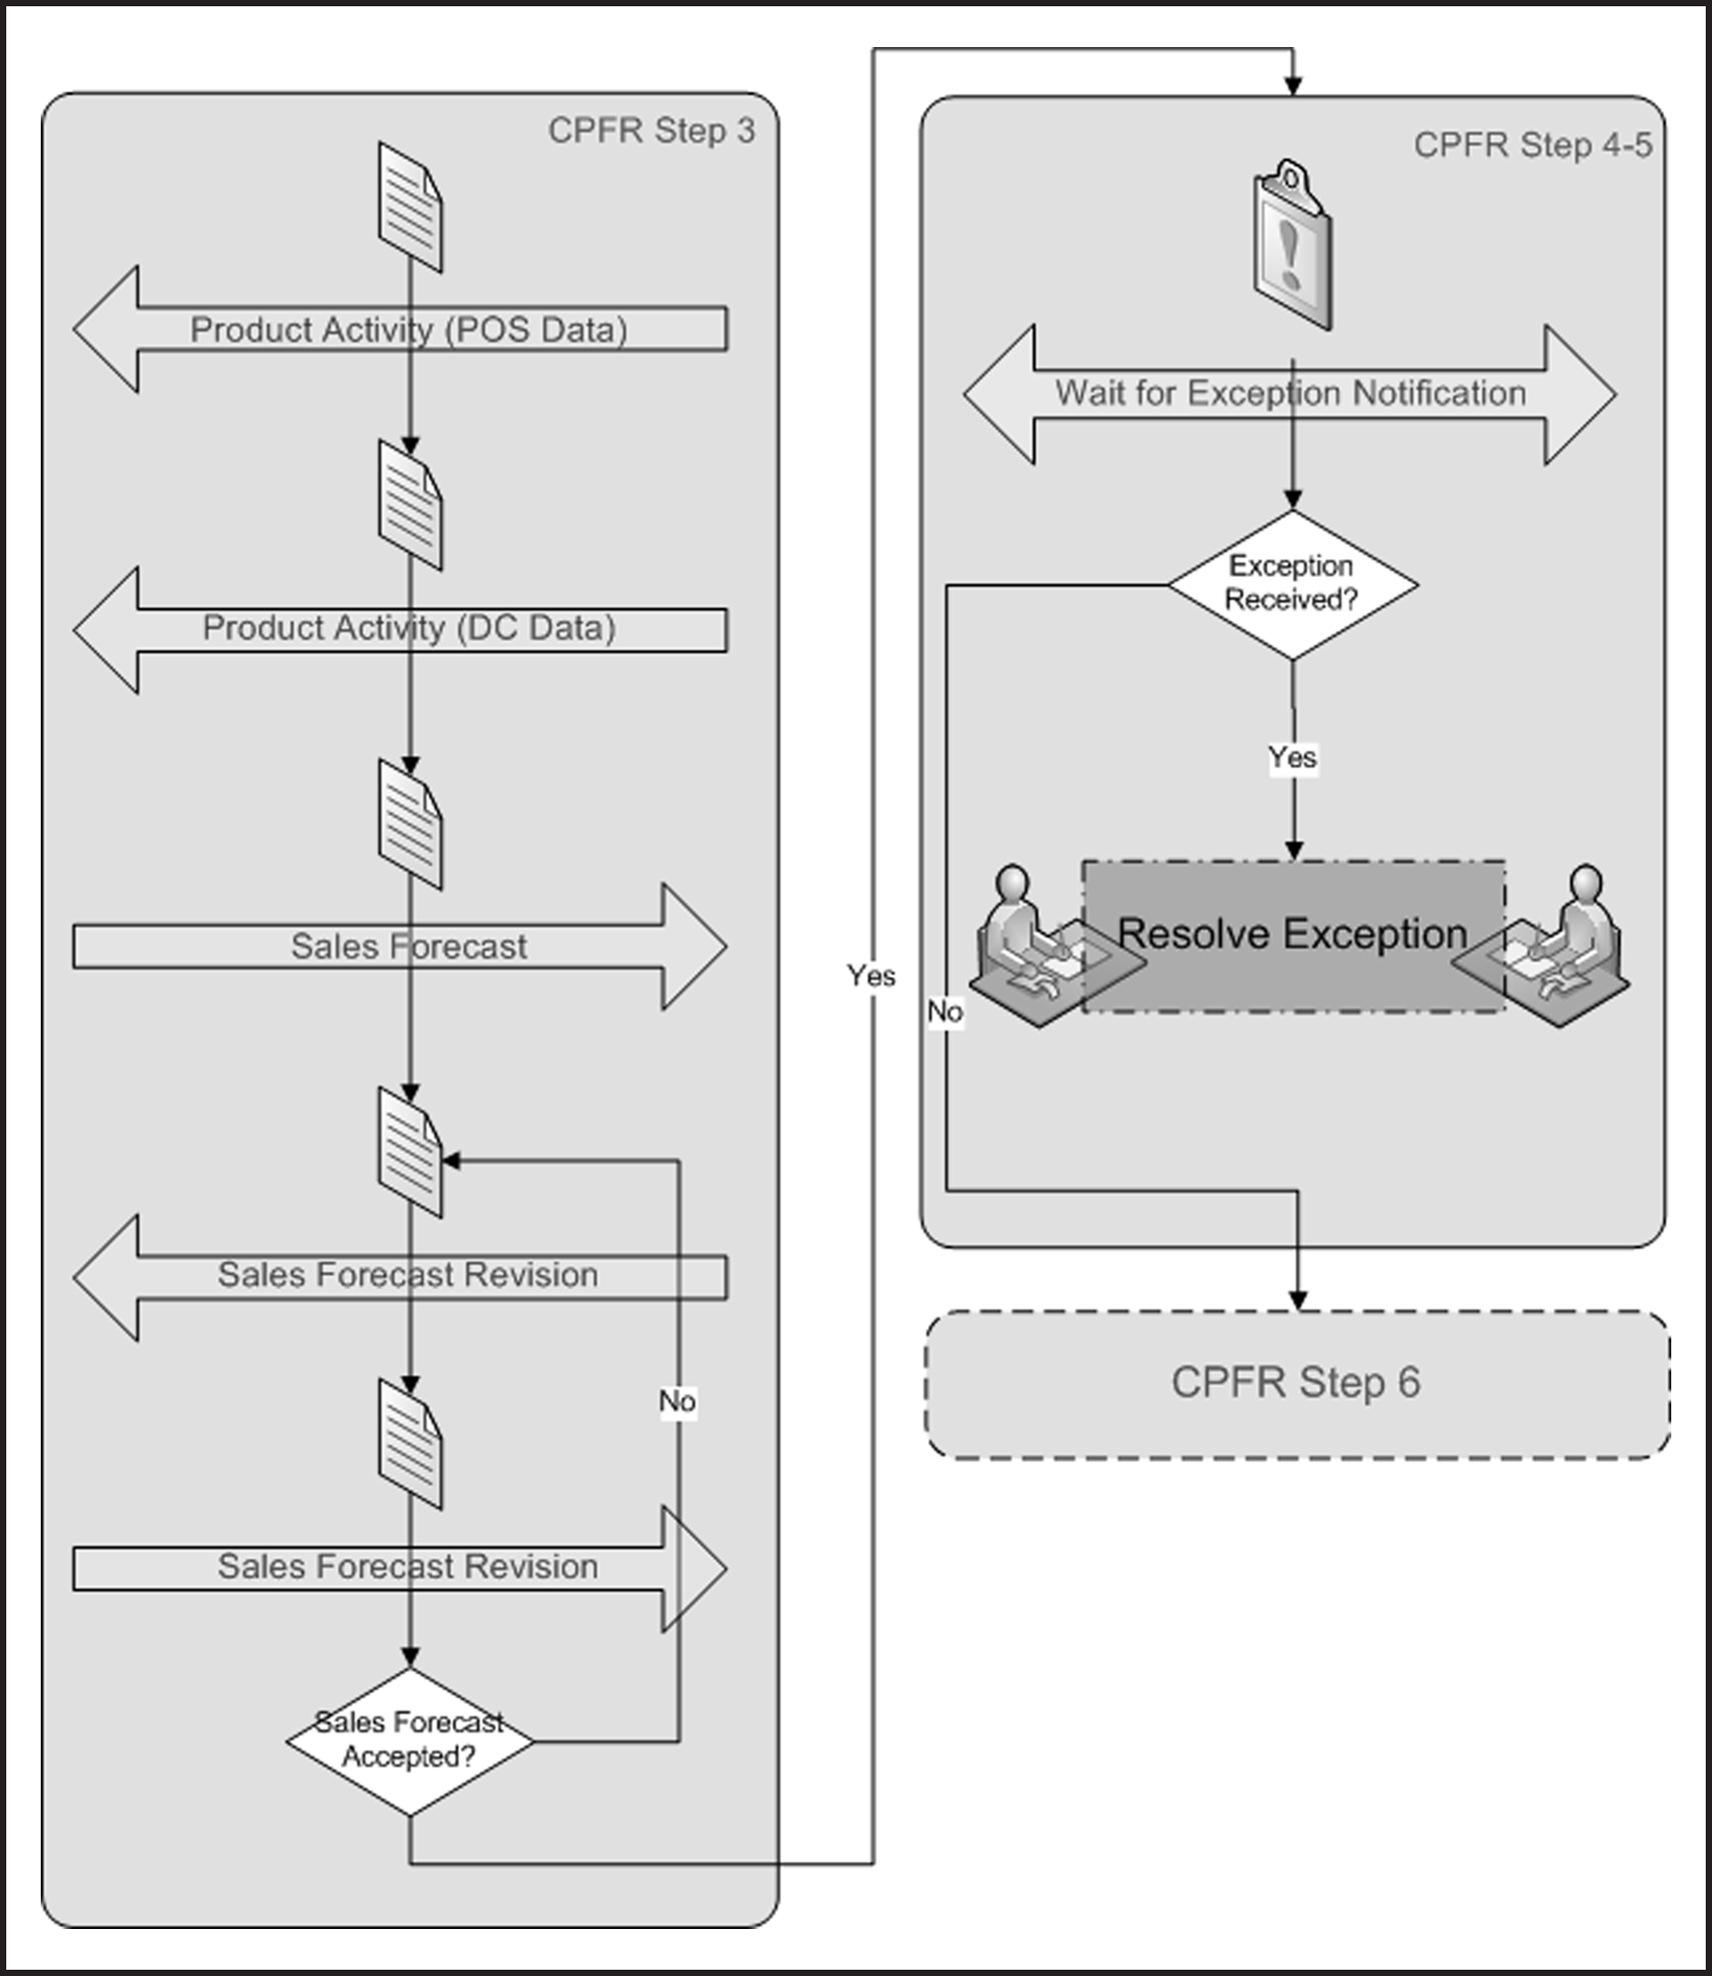 CPFR Step 3
Product Activity (POS Data)
Product Activity (DC Data)
Sales Forecast
Sales Forecast Revision
No
Sales Forecast Revision
Sales Forecast
Accepted?
Yes
CPFR Step 4-5
Wait for Exception Notification
Exception
Received?
Yes
Resolve Exception
No
CPFR Step 6